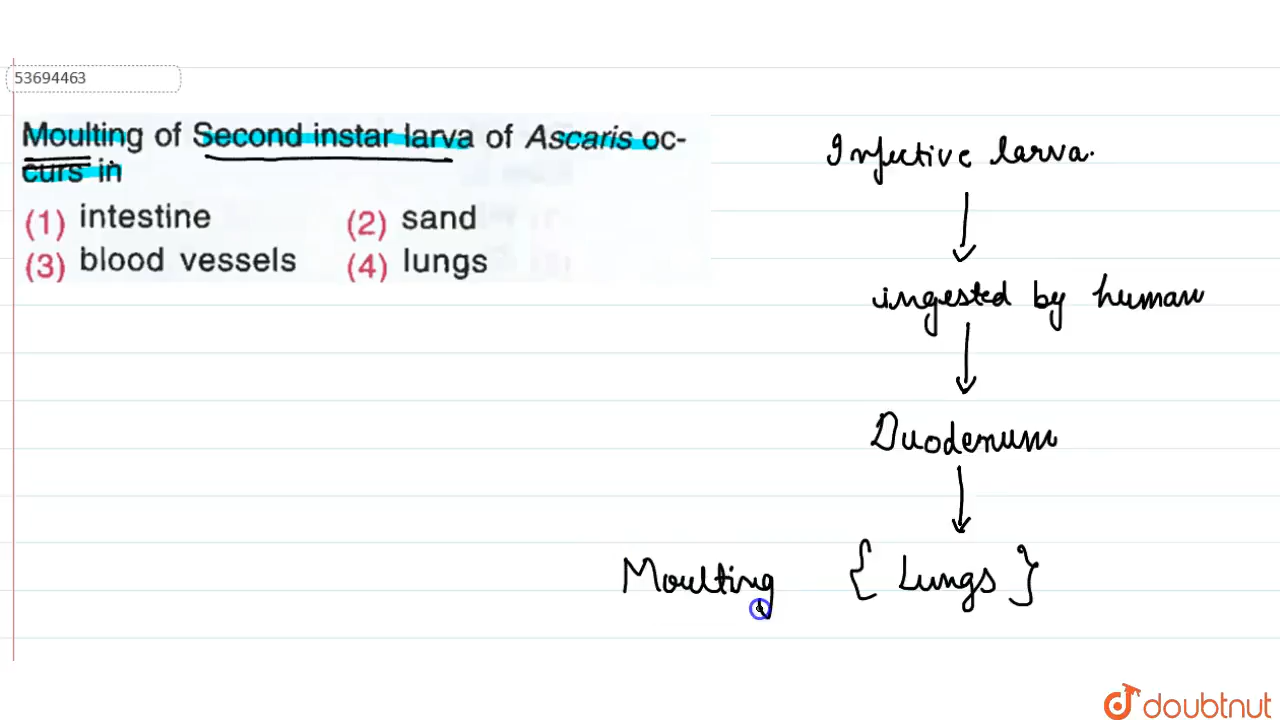 53694463
Moulting of Second instar larva of Ascaris oc-
curs in
(1) intestine (2) sand
(3) blood vessels (4) lungs
Infective larva.
ingested by human
Duodenum
Moulting { Lungs }
doubtnut